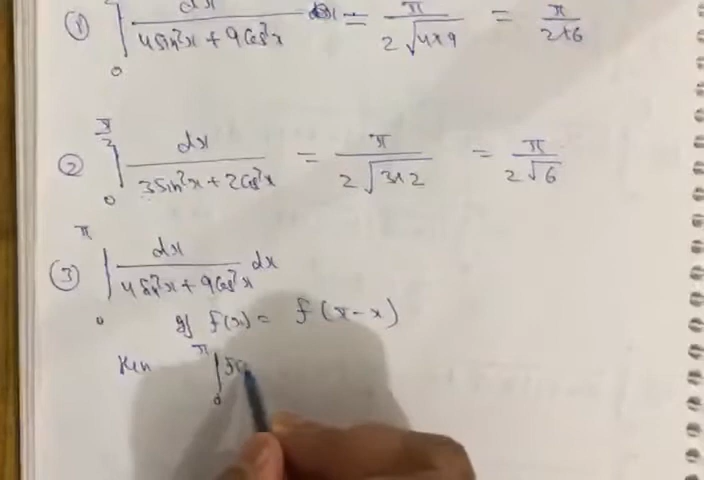 ① ∫₀ dx / (4sin²x + 9cos²x) = π / (2√(4×9)) = π / (2×6)
② ∫₀^(π/2) dx / (3sin²x + 2cos²x) = π / (2√(3×2)) = π / (2√6)
③ ∫₀^π dx / (4sin²x + 9cos²x) dx
if f(x) = f(π-x)
then ∫₀^π f(